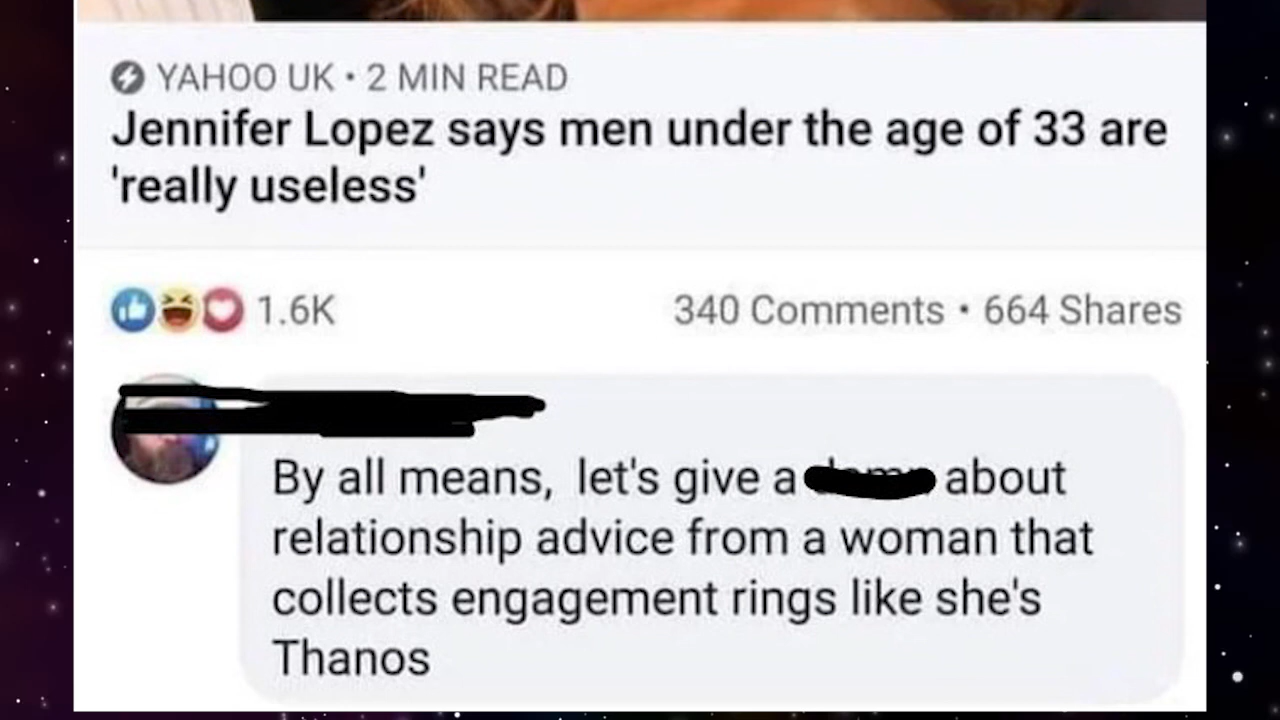 YAHOO UK • 2 MIN READ
Jennifer Lopez says men under the age of 33 are
'really useless'
1.6K
340 Comments • 664 Shares
By all means, let's give a about
relationship advice from a woman that
collects engagement rings like she's
Thanos